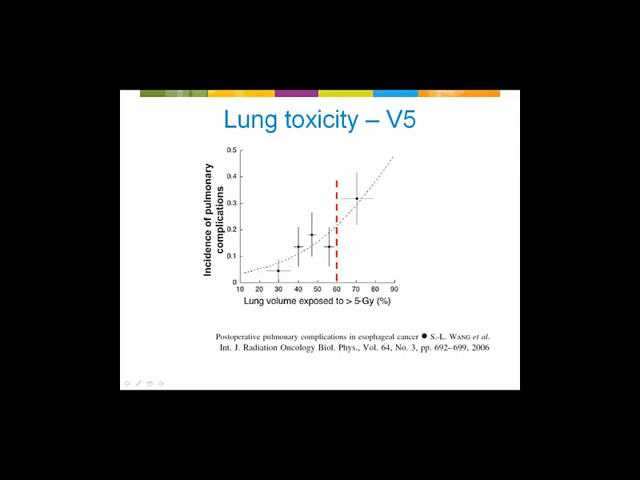 Lung toxicity – V5
Incidence of pulmonary
complications
0.5
0.4
0.3
0.2
0.1
0
10 20 30 40 50 60 70 80 90
Lung volume exposed to > 5 Gy (%)
Postoperative pulmonary complications in esophageal cancer ● S.-L. WANG et al.
Int. J. Radiation Oncology Biol. Phys., Vol. 64, No. 3, pp. 692–699, 2006